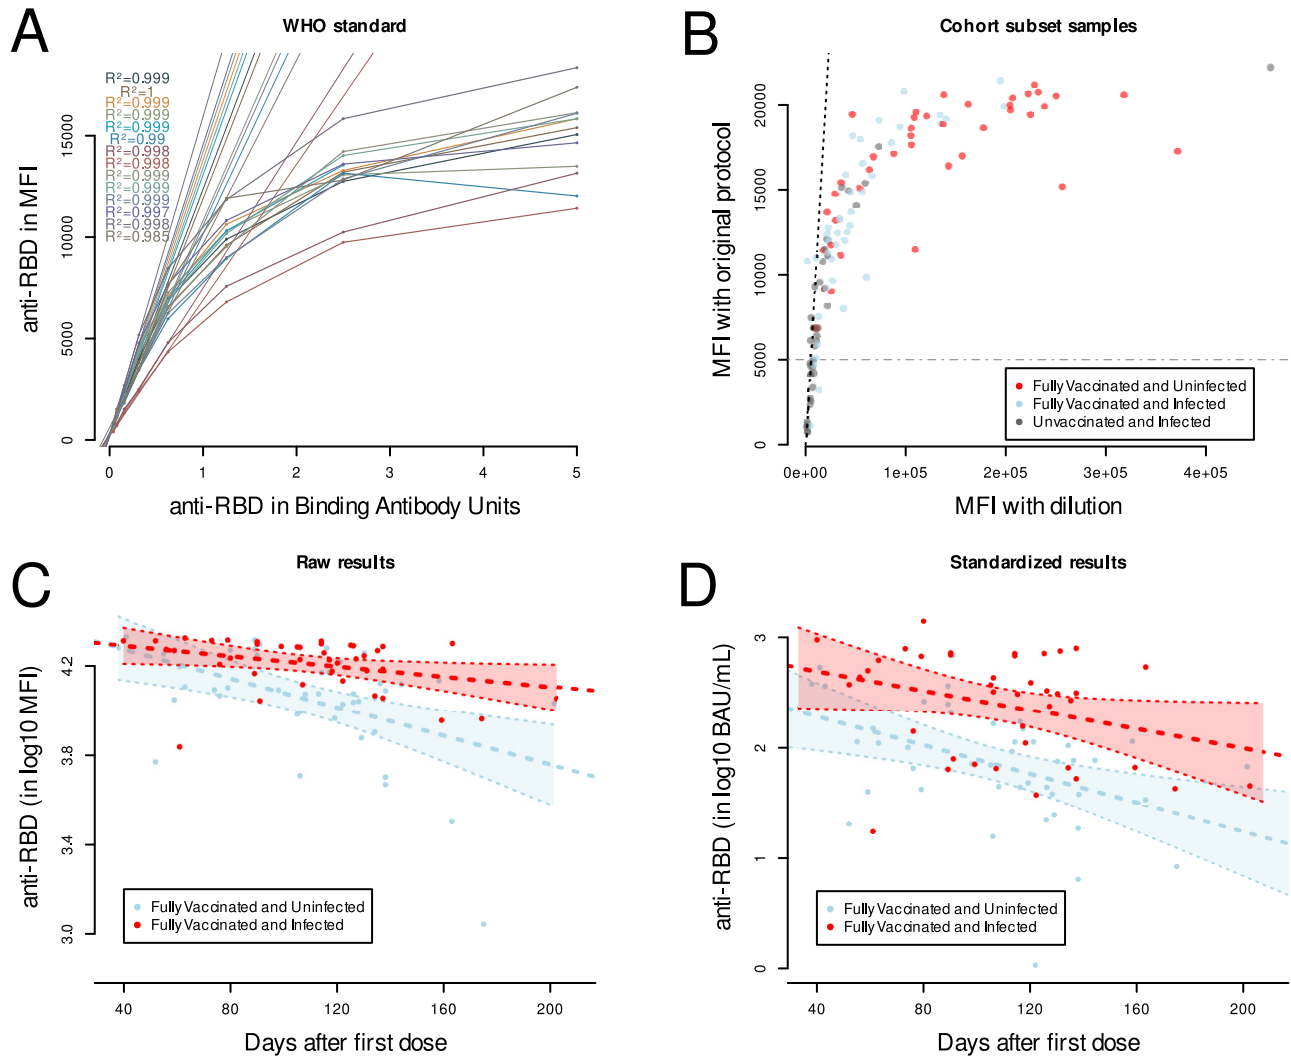 A
WHO standard
R²=0.999
R²=1
R²=0.999
R²=0.999
R²=0.999
R²=0.99
R²=0.998
R²=0.998
R²=0.999
R²=0.999
R²=0.999
R²=0.997
R²=0.998
R²=0.985
anti-RBD in MFI
0
5000
10000
15000
0 1 2 3 4 5
anti-RBD in Binding Antibody Units
B
Cohort subset samples
MFI with original protocol
0
5000
10000
15000
20000
Fully Vaccinated and Uninfected
Fully Vaccinated and Infected
Unvaccinated and Infected
0e+00 1e+05 2e+05 3e+05 4e+05
MFI with dilution
C
Raw results
anti-RBD (in log10 MFI)
3.0
3.4
3.8
4.2
Fully Vaccinated and Uninfected
Fully Vaccinated and Infected
40 80 120 160 200
Days after first dose
D
Standardized results
anti-RBD (in log10 BAU/mL)
0
1
2
3
Fully Vaccinated and Uninfected
Fully Vaccinated and Infected
40 80 120 160 200
Days after first dose